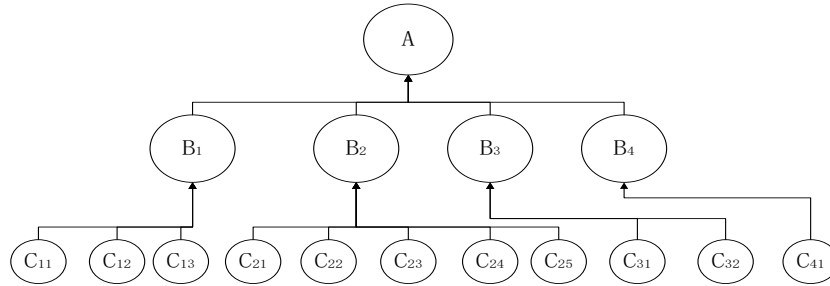 A
B₁ B₂ B₃ B₄
C₁₁ C₁₂ C₁₃ C₂₁ C₂₂ C₂₃ C₂₄ C₂₅ C₃₁ C₃₂ C₄₁